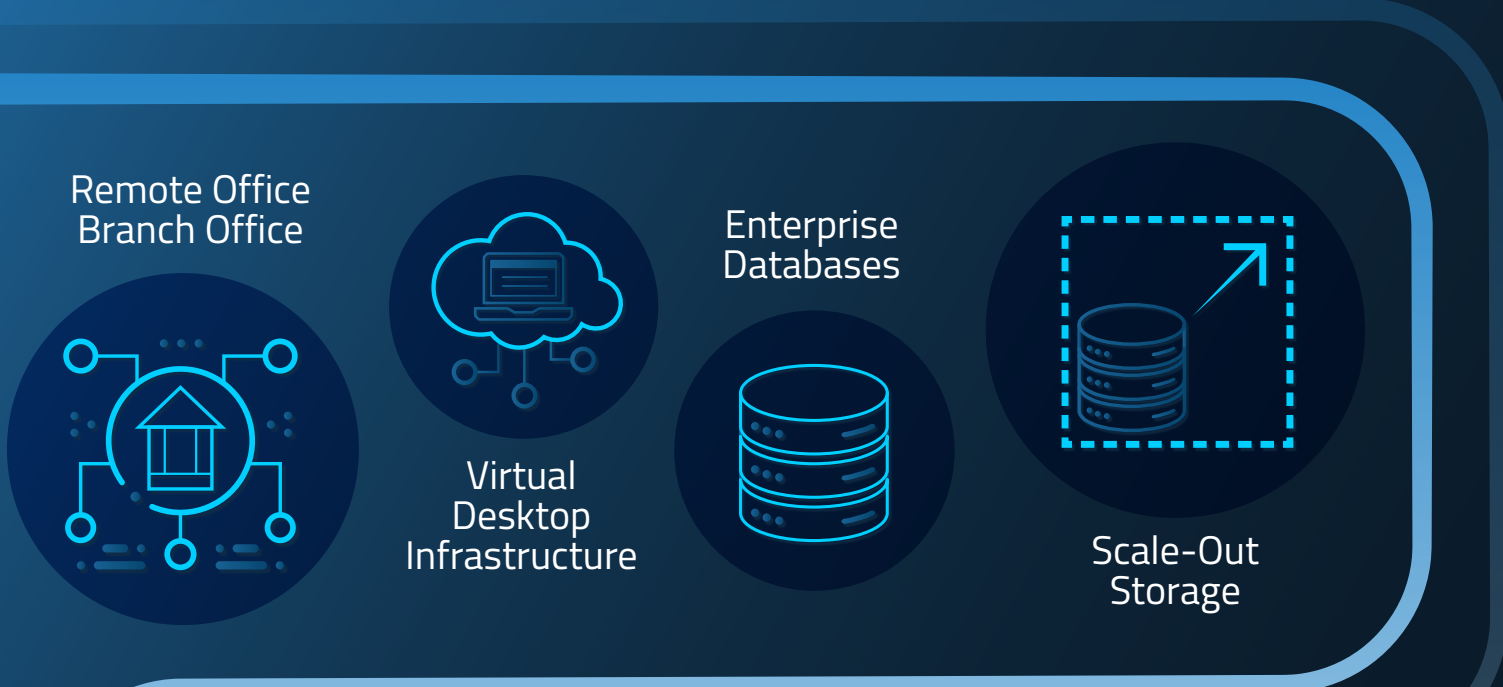 Remote Office
Branch Office
Virtual
Desktop
Infrastructure
Enterprise
Databases
Scale-Out
Storage